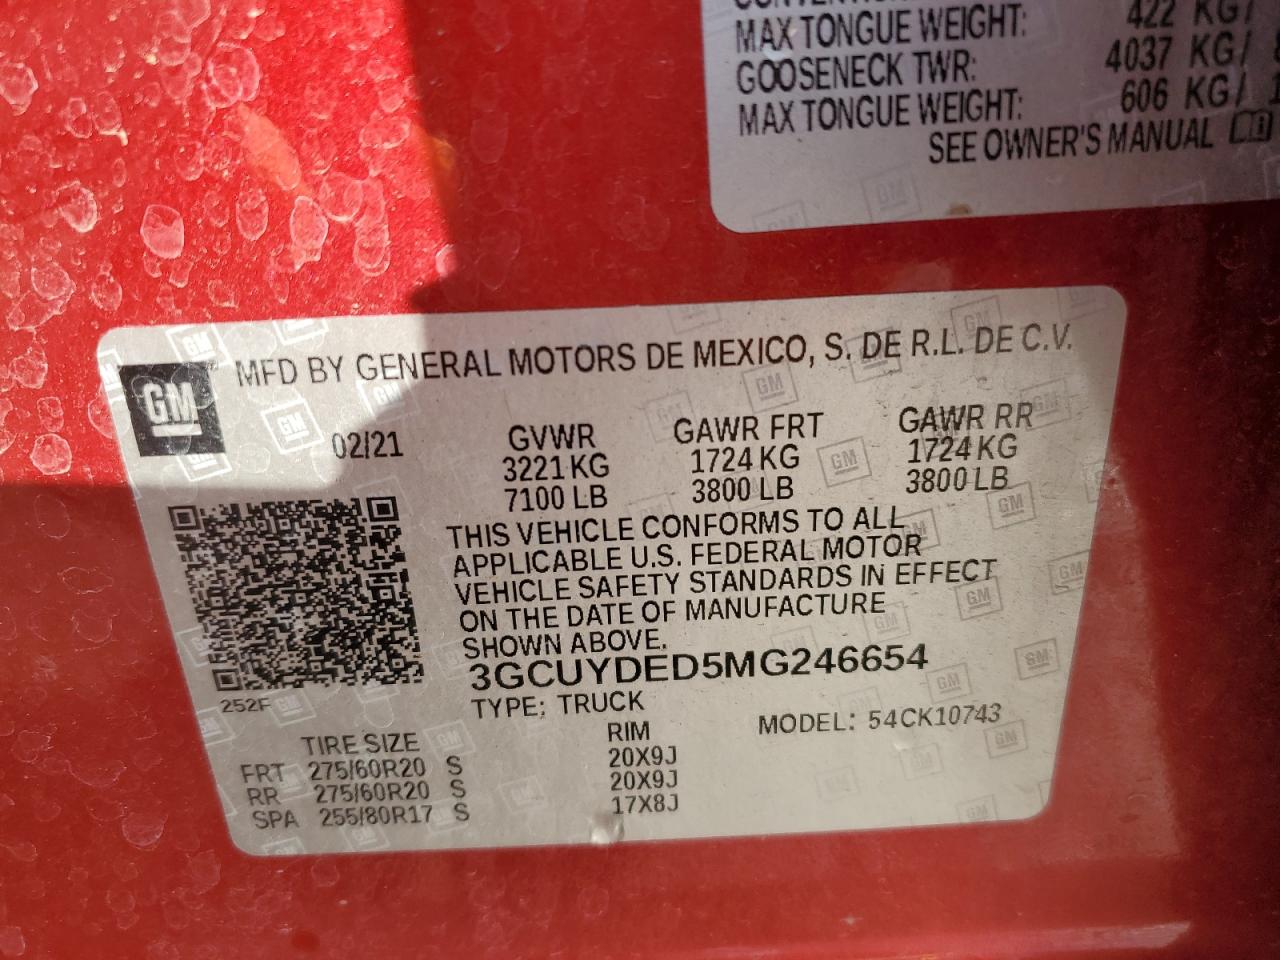 MAX TONGUE WEIGHT: 422 KG/
GOOSENECK TWR: 4037 KG/
MAX TONGUE WEIGHT: 606 KG/
SEE OWNER'S MANUAL
GM MFD BY GENERAL MOTORS DE MEXICO, S. DE R.L. DE C.V.
02/21 GVWR GAWR FRT GAWR RR
3221 KG 1724 KG 1724 KG
7100 LB 3800 LB 3800 LB
THIS VEHICLE CONFORMS TO ALL
APPLICABLE U.S. FEDERAL MOTOR
VEHICLE SAFETY STANDARDS IN EFFECT
ON THE DATE OF MANUFACTURE
SHOWN ABOVE.
3GCUYDED5MG246654
252F TYPE: TRUCK MODEL: 54CK10743
TIRE SIZE RIM
FRT 275/60R20 S 20X9J
RR 275/60R20 S 20X9J
SPA 255/80R17 S 17X8J